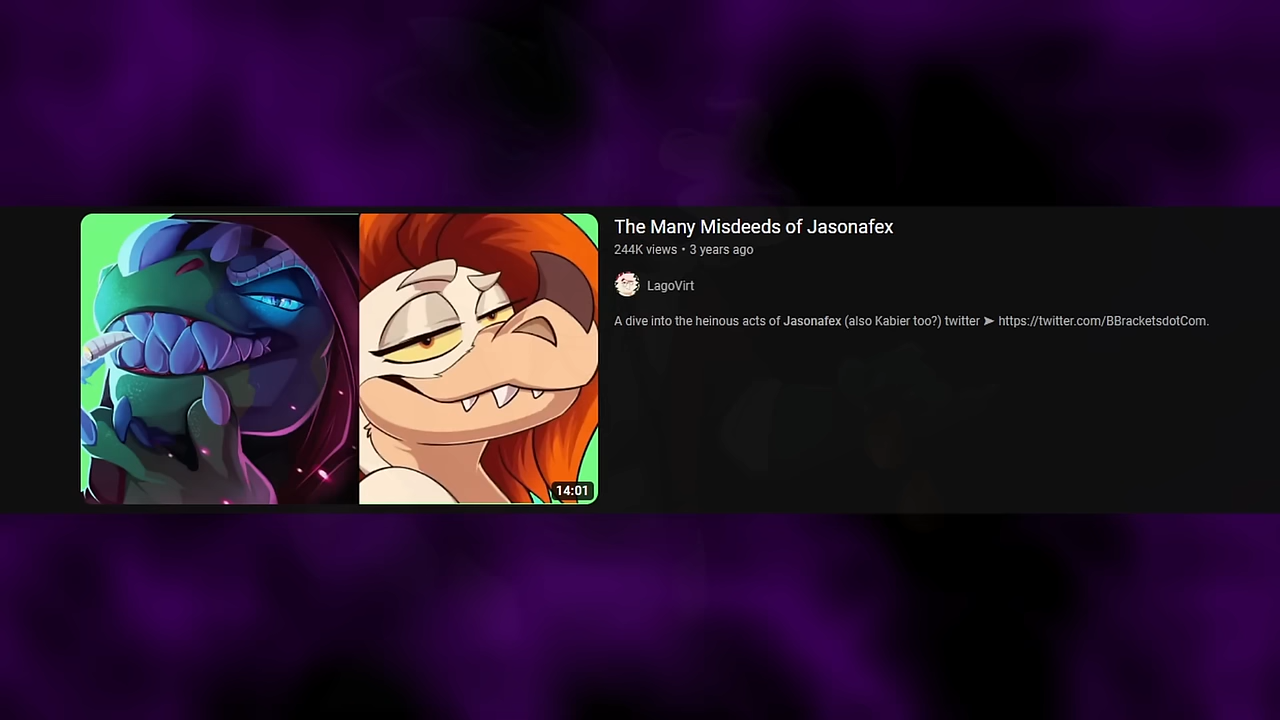 The Many Misdeeds of Jasonafex
244K views • 3 years ago
LagoVirt
A dive into the heinous acts of Jasonafex (also Kabier too?) twitter ➤ https://twitter.com/BBracketsdotCom.
14:01